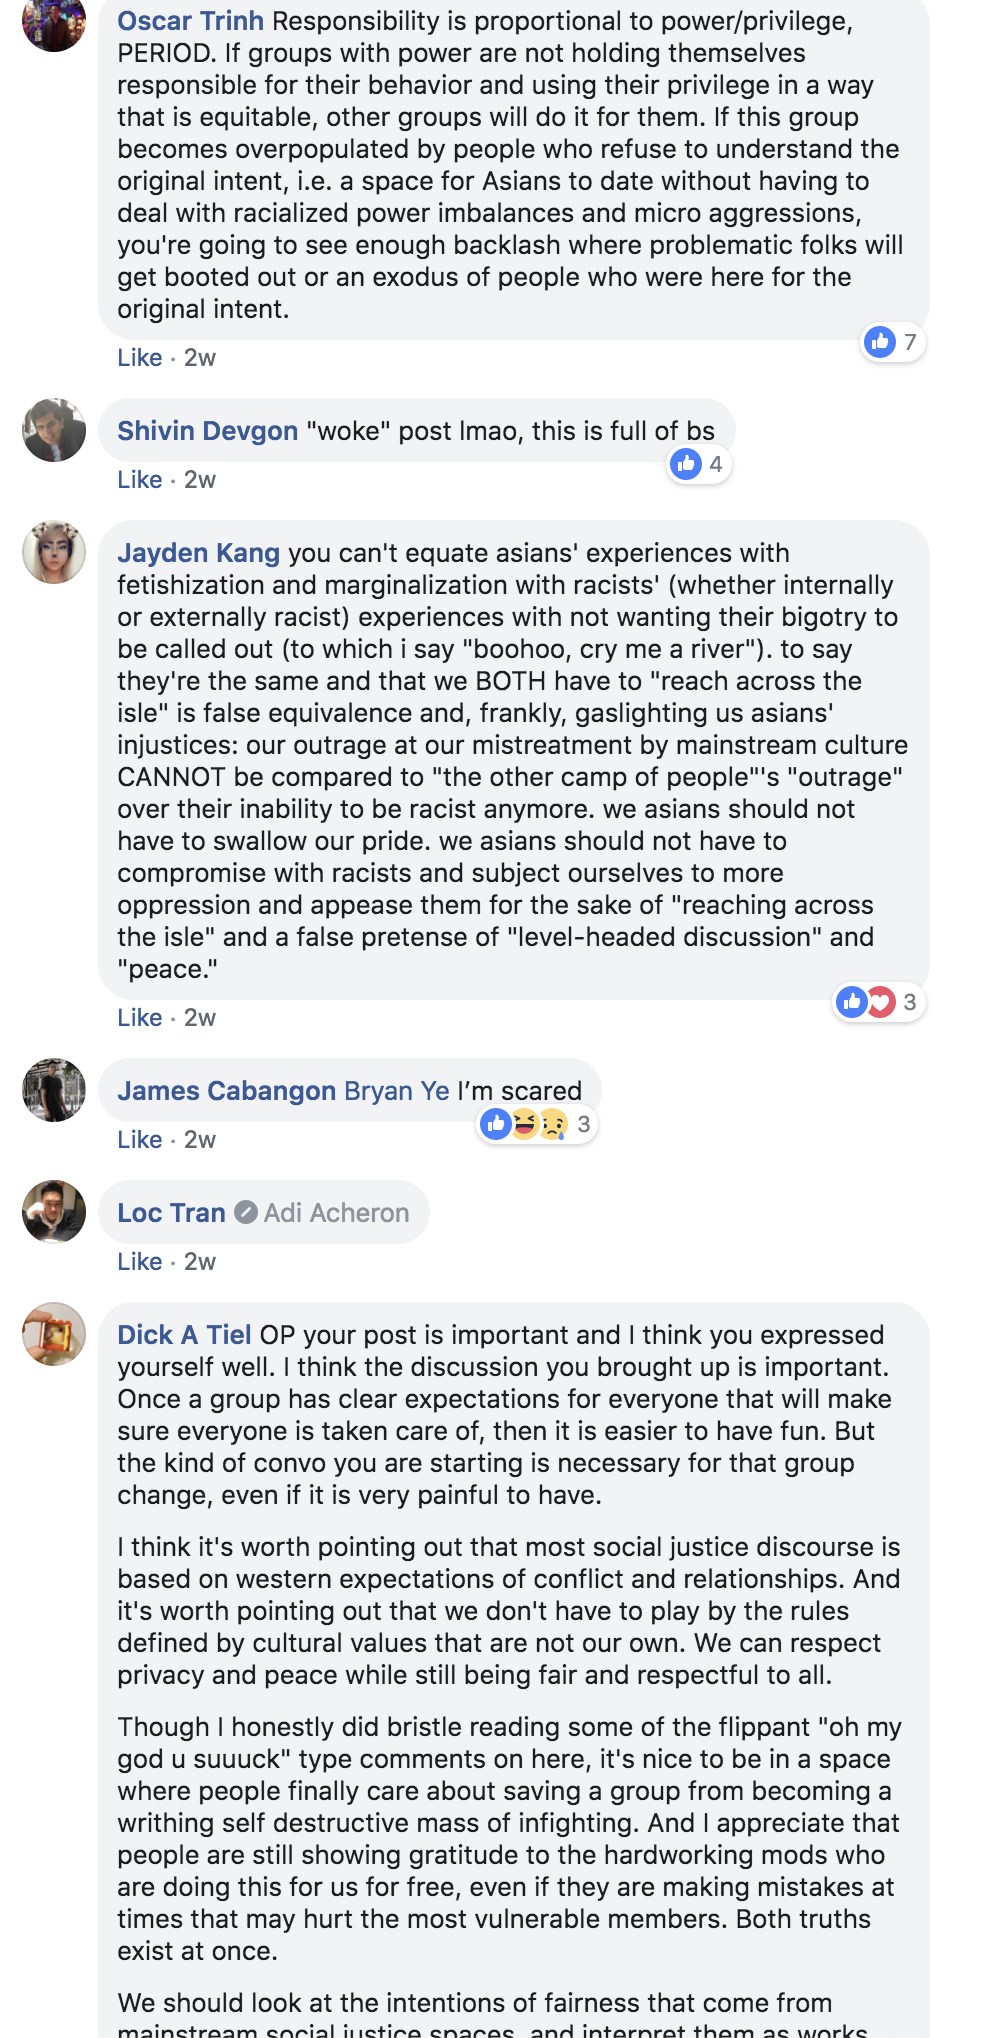 Oscar Trinh Responsibility is proportional to power/privilege,
PERIOD. If groups with power are not holding themselves
responsible for their behavior and using their privilege in a way
that is equitable, other groups will do it for them. If this group
becomes overpopulated by people who refuse to understand the
original intent, i.e. a space for Asians to date without having to
deal with racialized power imbalances and micro aggressions,
you're going to see enough backlash where problematic folks will
get booted out or an exodus of people who were here for the
original intent.
7
Like · 2w
Shivin Devgon "woke" post lmao, this is full of bs
4
Like · 2w
Jayden Kang you can't equate asians' experiences with
fetishization and marginalization with racists' (whether internally
or externally racist) experiences with not wanting their bigotry to
be called out (to which i say "boohoo, cry me a river"). to say
they're the same and that we BOTH have to "reach across the
isle" is false equivalence and, frankly, gaslighting us asians'
injustices: our outrage at our mistreatment by mainstream culture
CANNOT be compared to "the other camp of people"'s "outrage"
over their inability to be racist anymore. we asians should not
have to swallow our pride. we asians should not have to
compromise with racists and subject ourselves to more
oppression and appease them for the sake of "reaching across
the isle" and a false pretense of "level-headed discussion" and
"peace."
3
Like · 2w
James Cabangon Bryan Ye I’m scared
3
Like · 2w
Loc Tran Adi Acheron
Like · 2w
Dick A Tiel OP your post is important and I think you expressed
yourself well. I think the discussion you brought up is important.
Once a group has clear expectations for everyone that will make
sure everyone is taken care of, then it is easier to have fun. But
the kind of convo you are starting is necessary for that group
change, even if it is very painful to have.
I think it's worth pointing out that most social justice discourse is
based on western expectations of conflict and relationships. And
it's worth pointing out that we don't have to play by the rules
defined by cultural values that are not our own. We can respect
privacy and peace while still being fair and respectful to all.
Though I honestly did bristle reading some of the flippant "oh my
god u suuuck" type comments on here, it's nice to be in a space
where people finally care about saving a group from becoming a
writhing self destructive mass of infighting. And I appreciate that
people are still showing gratitude to the hardworking mods who
are doing this for us for free, even if they are making mistakes at
times that may hurt the most vulnerable members. Both truths
exist at once.
We should look at the intentions of fairness that come from
mainstream social justice spaces, and interpret them as works